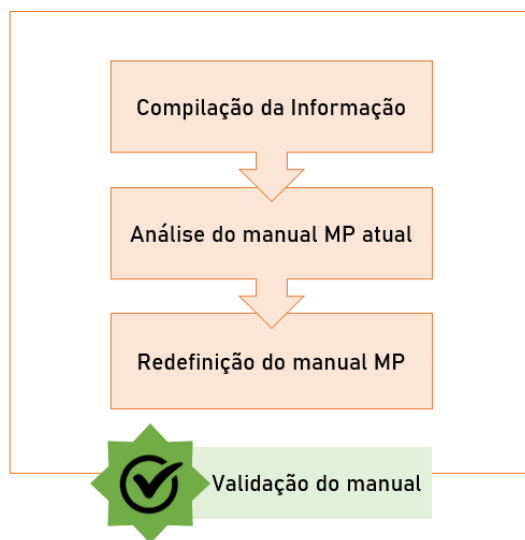 Compilação da Informação
Análise do manual MP atual
Redefinição do manual MP
Validação do manual